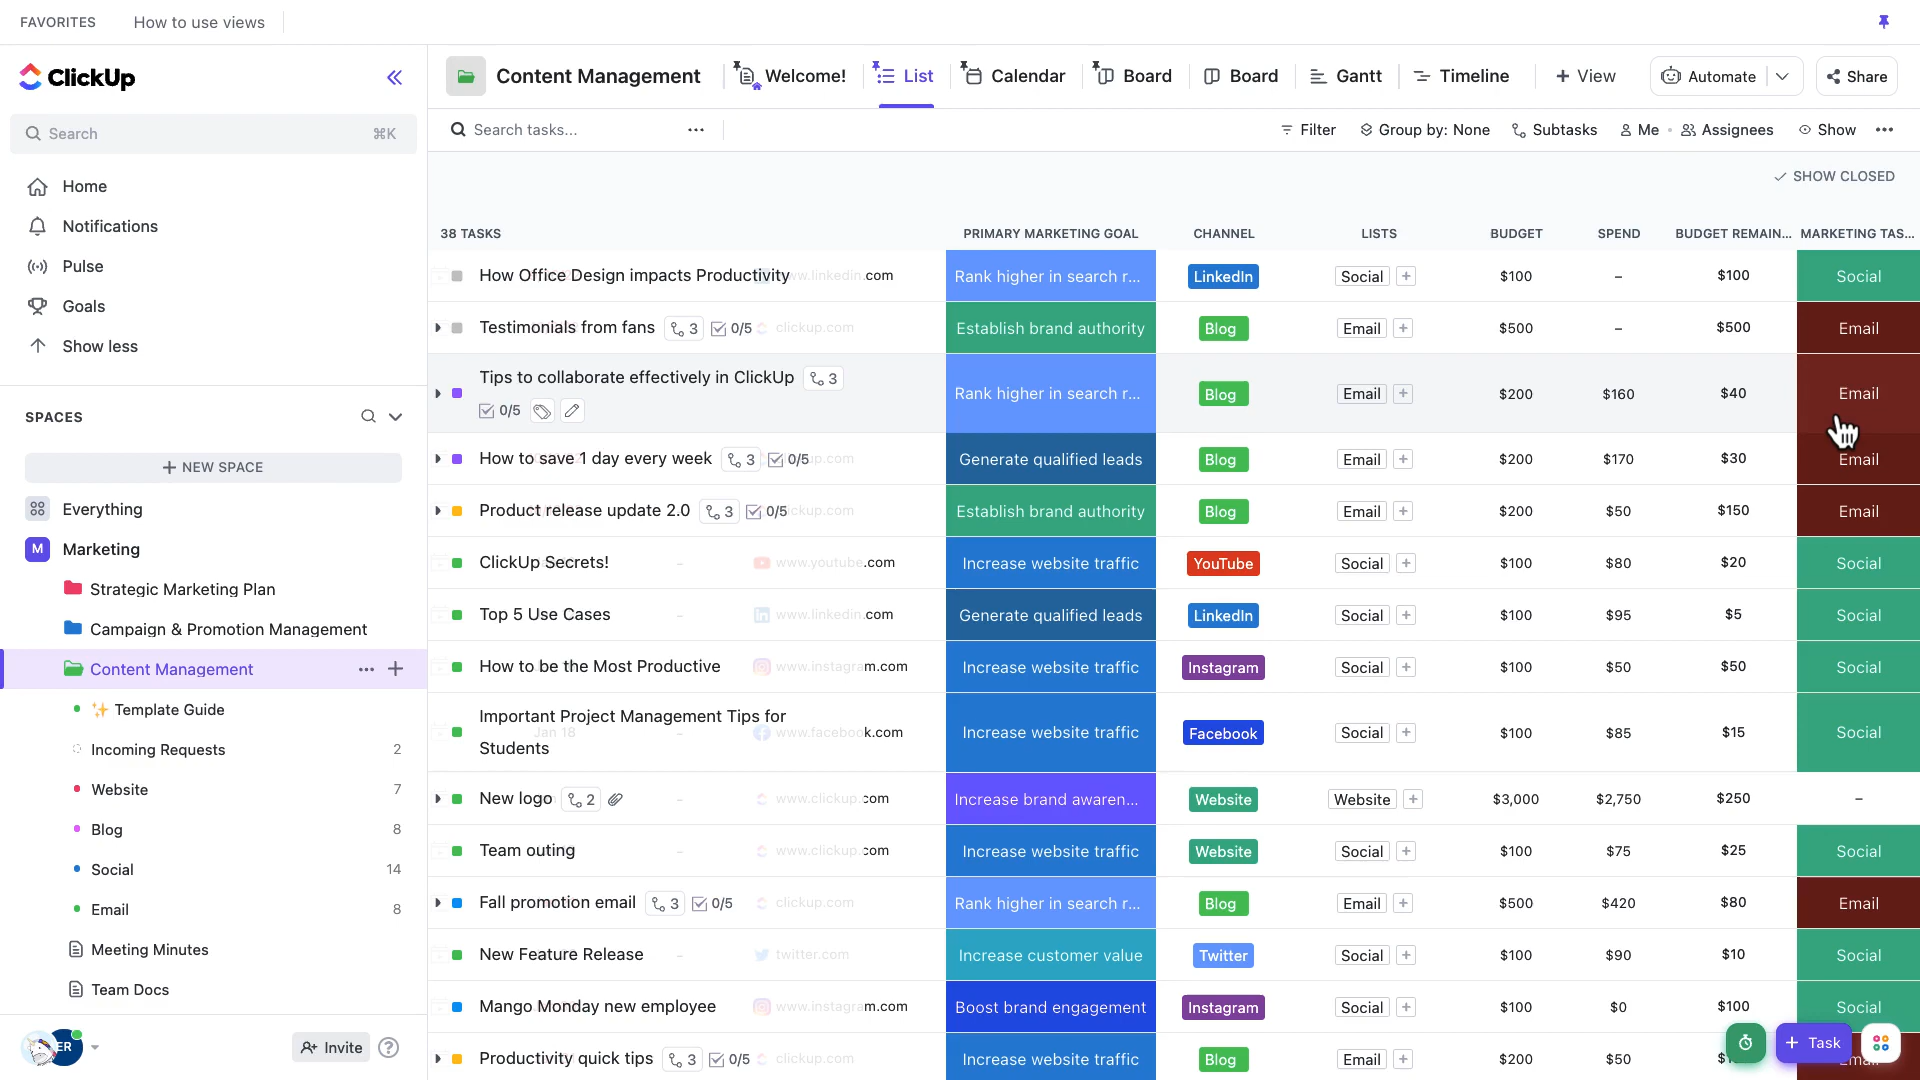 FAVORITES How to use views
ClickUp
Content Management Welcome! List Calendar Board Board Gantt Timeline + View Automate Share
Search ⌘K
Search tasks... Filter Group by: None Subtasks Me Assignees Show
Home
Notifications
Pulse
Goals
Show less
SPACES
+ NEW SPACE
Everything
M Marketing
Strategic Marketing Plan
Campaign & Promotion Management
Content Management
✨ Template Guide
Incoming Requests 2
Website 7
Blog 8
Social 14
Email 8
Meeting Minutes
Team Docs
ER Invite ?
SHOW CLOSED
38 TASKS PRIMARY MARKETING GOAL CHANNEL LISTS BUDGET SPEND BUDGET REMAIN... MARKETING TAS...
How Office Design impacts Productivity www.linkedin.com Rank higher in search r... LinkedIn Social + $100 – $100 Social
Testimonials from fans 3 0/5 clickup.com Establish brand authority Blog Email + $500 – $500 Email
Tips to collaborate effectively in ClickUp 3
0/5 Rank higher in search r... Blog Email + $200 $160 $40 Email
How to save 1 day every week 3 0/5 Generate qualified leads Blog Email + $200 $170 $30 Email
Product release update 2.0 3 0/5 Establish brand authority Blog Email + $200 $50 $150 Email
ClickUp Secrets! – www.youtube.com Increase website traffic YouTube Social + $100 $80 $20 Social
Top 5 Use Cases – www.linkedin.com Generate qualified leads LinkedIn Social + $100 $95 $5 Social
How to be the Most Productive www.instagram.com Increase website traffic Instagram Social + $100 $50 $50 Social
Important Project Management Tips for
Students Jan 18 – www.facebook.com Increase website traffic Facebook Social + $100 $85 $15 Social
New logo 2 – www.clickup.com Increase brand awaren... Website Website + $3,000 $2,750 $250 –
Team outing – www.clickup.com Increase website traffic Website Social + $100 $75 $25 Social
Fall promotion email 3 0/5 clickup.com Rank higher in search r... Blog Email + $500 $420 $80 Email
New Feature Release – twitter.com Increase customer value Twitter Social + $100 $90 $10 Social
Mango Monday new employee www.instagram.com Boost brand engagement Instagram Social + $100 $0 $100 Social
Productivity quick tips 3 0/5 clickup.com Increase website traffic Blog Email + $200 $50
+ Task